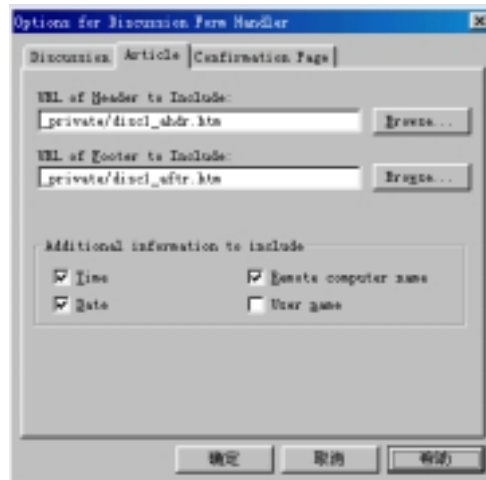 Options for Discussion Form Handler
Discussion Article Confirmation Page
URL of Header to Include:
_private/disc1_ahdr.htm Browse...
URL of Footer to Include:
_private/disc1_aftr.htm Browse...
Additional information to include
Time Remote computer name
Date User name
确定 取消 帮助